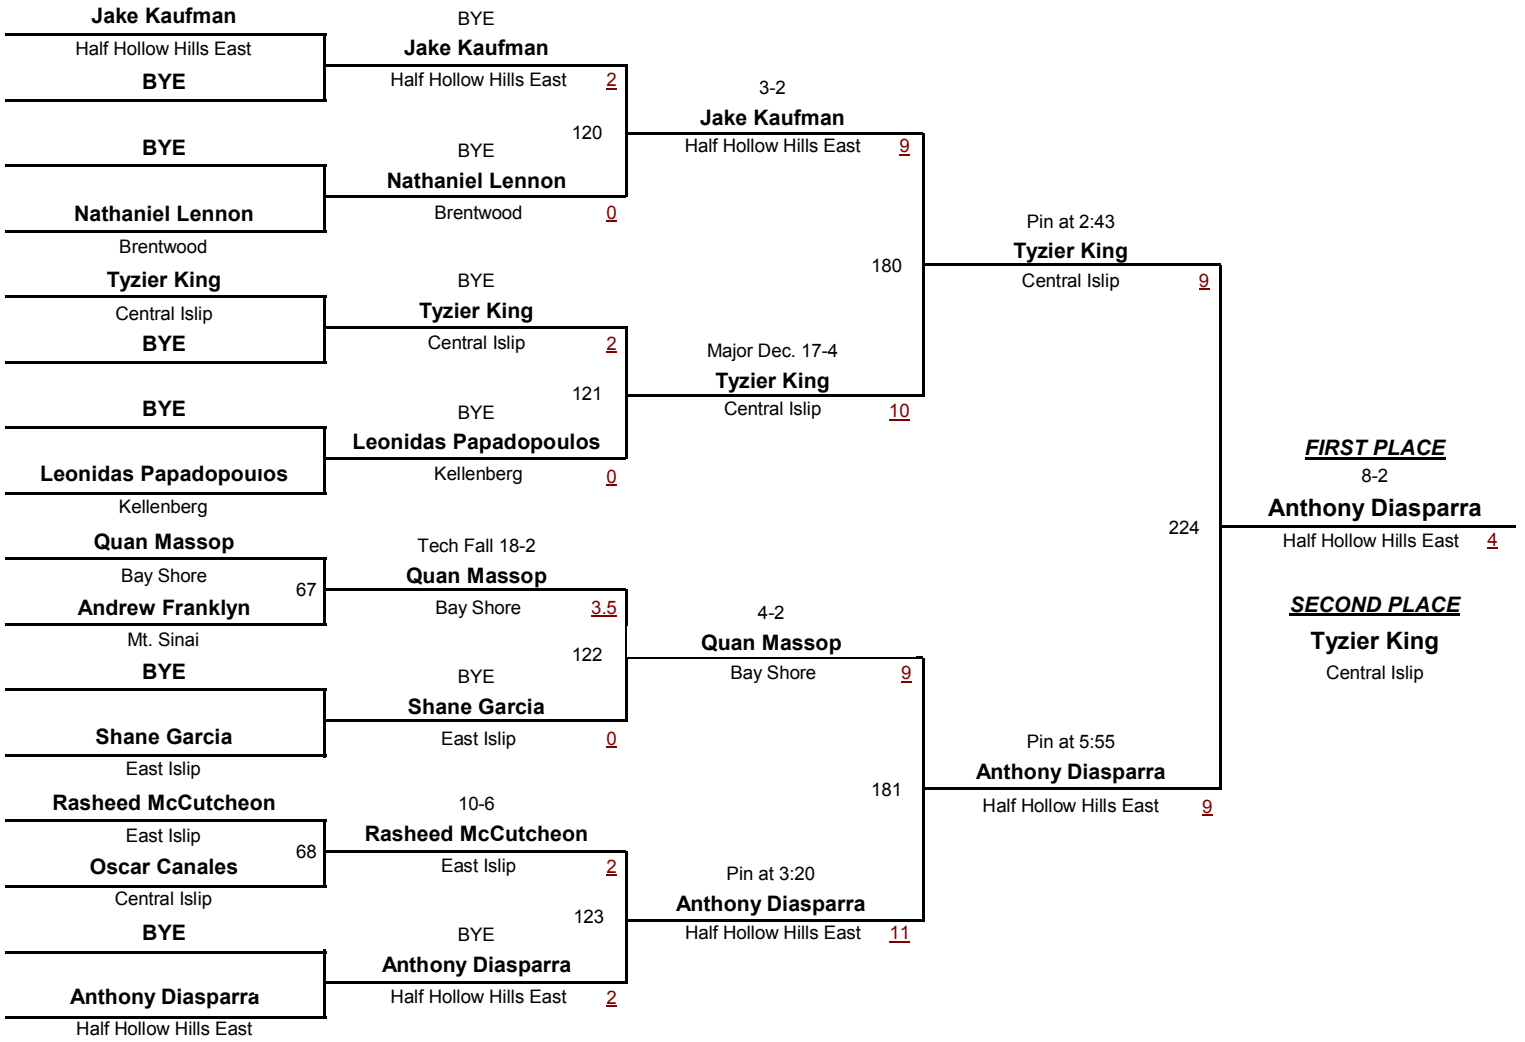 Jake Kaufman
Half Hollow Hills East
BYE
BYE
Nathaniel Lennon
Brentwood
Tyzier King
Central Islip
BYE
BYE
Leonidas Papadopoulos
Kellenberg
Quan Massop
Bay Shore
67
Andrew Franklyn
Mt. Sinai
BYE
Shane Garcia
East Islip
Rasheed McCutcheon
East Islip
68
Oscar Canales
Central Islip
BYE
Anthony Diasparra
Half Hollow Hills East
BYE
Jake Kaufman
Half Hollow Hills East 2
120
BYE
Nathaniel Lennon
Brentwood 0
BYE
Tyzier King
Central Islip 2
121
BYE
Leonidas Papadopoulos
Kellenberg 0
Tech Fall 18-2
Quan Massop
Bay Shore 3.5
122
BYE
Shane Garcia
East Islip 0
10-6
Rasheed McCutcheon
East Islip 2
123
BYE
Anthony Diasparra
Half Hollow Hills East 2
3-2
Jake Kaufman
Half Hollow Hills East 9
180
Major Dec. 17-4
Tyzier King
Central Islip 10
4-2
Quan Massop
Bay Shore 9
181
Pin at 3:20
Anthony Diasparra
Half Hollow Hills East 11
Pin at 2:43
Tyzier King
Central Islip 9
224
Pin at 5:55
Anthony Diasparra
Half Hollow Hills East 9
FIRST PLACE
8-2
Anthony Diasparra
Half Hollow Hills East 4
SECOND PLACE
Tyzier King
Central Islip